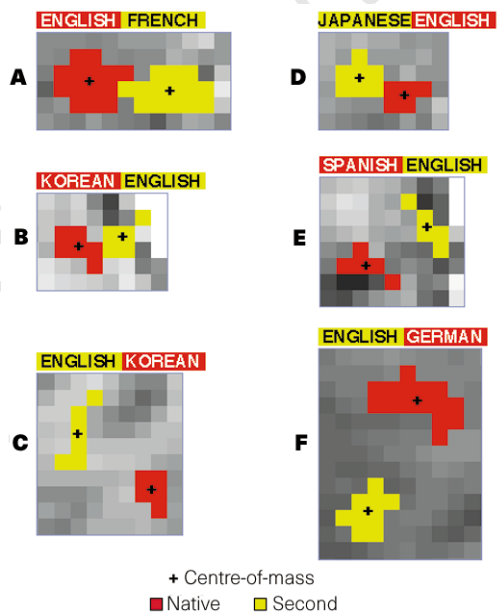 A
ENGLISH FRENCH
B
KOREAN ENGLISH
C
ENGLISH KOREAN
D
JAPANESE ENGLISH
E
SPANISH ENGLISH
F
ENGLISH GERMAN
+ Centre-of-mass
Native Second